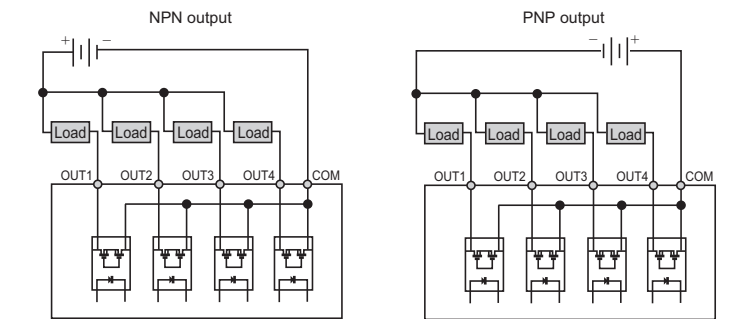 NPN output
PNP output
+ −
− +
Load Load Load Load
Load Load Load Load
OUT1 OUT2 OUT3 OUT4 COM
OUT1 OUT2 OUT3 OUT4 COM